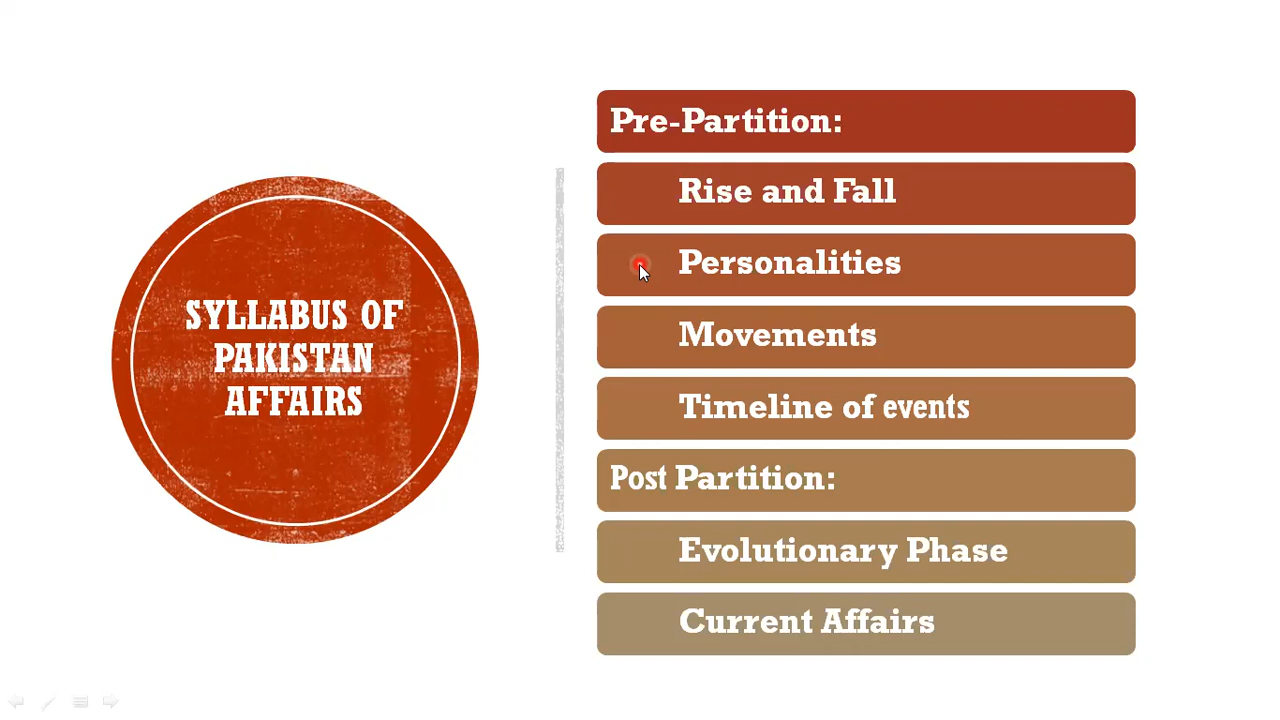 SYLLABUS OF
PAKISTAN
AFFAIRS
Pre-Partition:
Rise and Fall
Personalities
Movements
Timeline of events
Post Partition:
Evolutionary Phase
Current Affairs